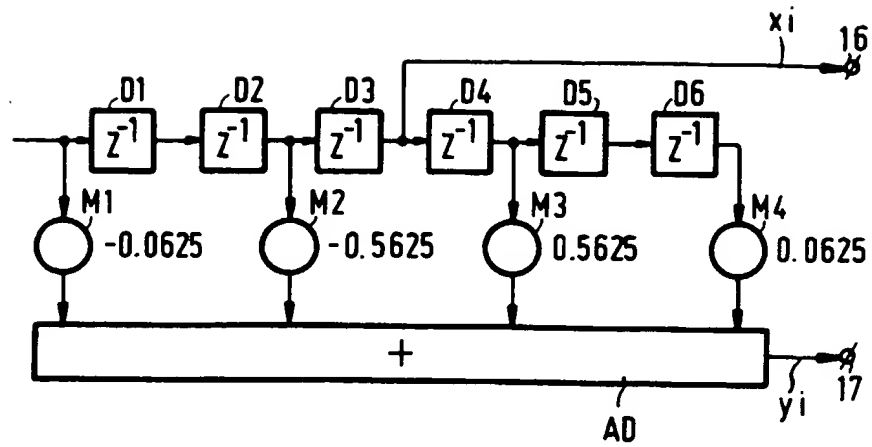 xi
16
D1 D2 D3 D4 D5 D6
z⁻¹ z⁻¹ z⁻¹ z⁻¹ z⁻¹ z⁻¹
M1 M2 M3 M4
-0.0625 -0.5625 0.5625 0.0625
+
yi
17
AD